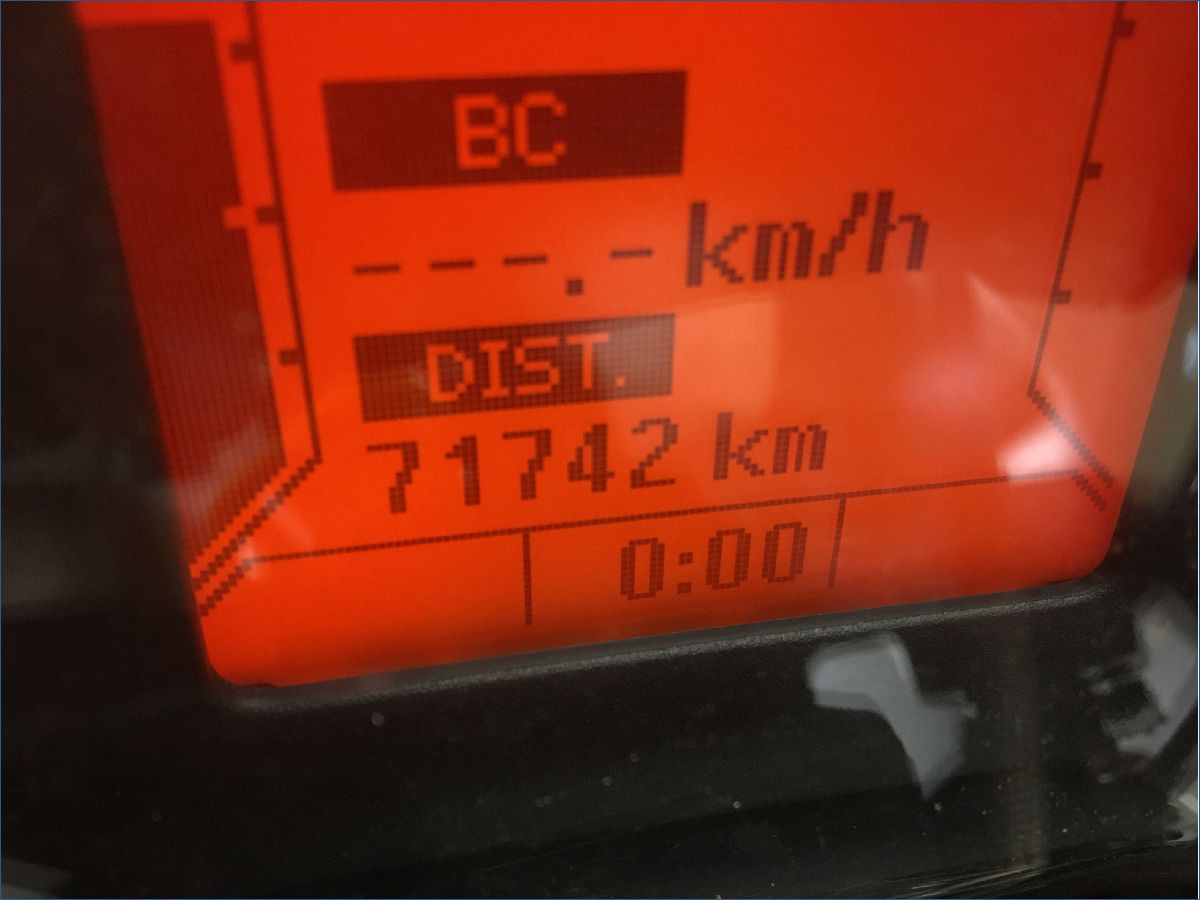 BC
---.-km/h
DIST.
71742 km
0:00